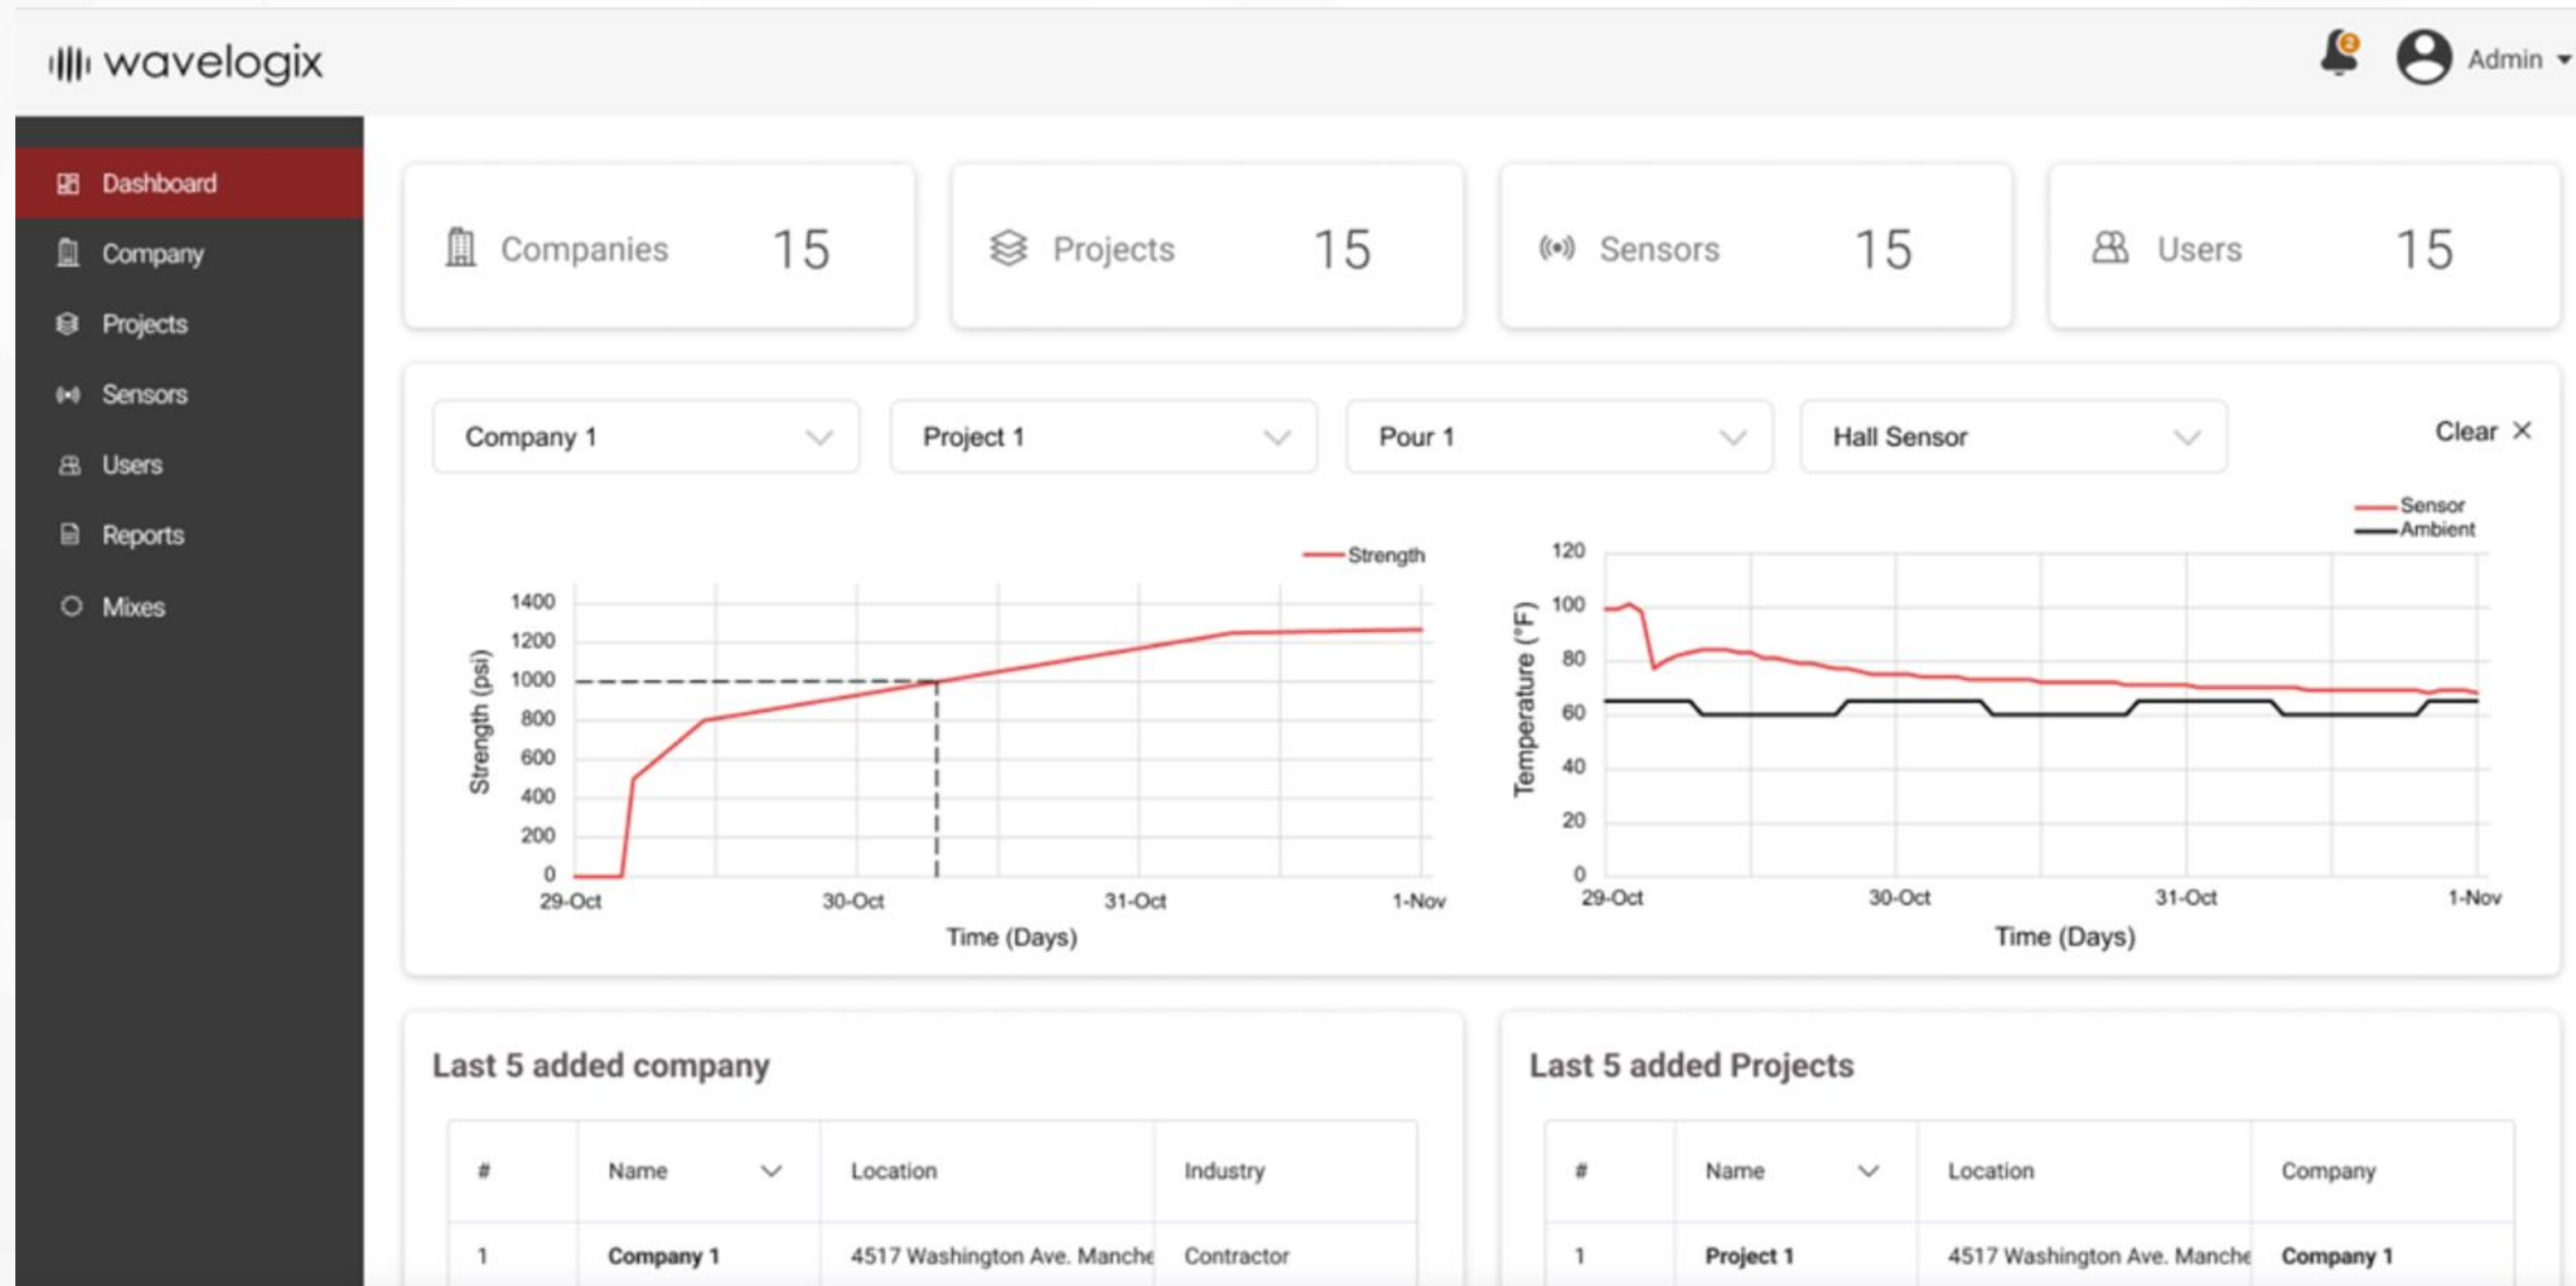 wavelogix
2
Admin
Dashboard
Company
Projects
Sensors
Users
Reports
Mixes
Companies 15
Projects 15
Sensors 15
Users 15
Company 1
Project 1
Pour 1
Hall Sensor
Clear ×
Strength
Strength (psi)
1400
1200
1000
800
600
400
200
0
29-Oct 30-Oct 31-Oct 1-Nov
Time (Days)
Sensor
Ambient
Temperature (°F)
120
100
80
60
40
20
0
29-Oct 30-Oct 31-Oct 1-Nov
Time (Days)
Last 5 added company
# Name Location Industry
1 Company 1 4517 Washington Ave. Manche Contractor
Last 5 added Projects
# Name Location Company
1 Project 1 4517 Washington Ave. Manche Company 1